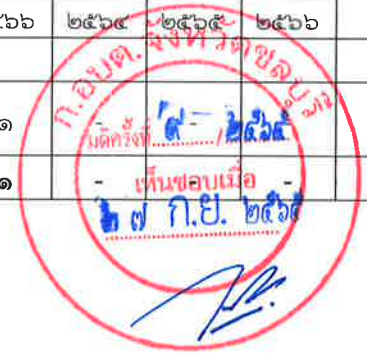 ๕๖๖ ๒๕๖๔ ๒๕๖๕ ๒๕๖๖
ก.อบต. จังหวัดชลบุรี
๑ - -
มติครั้งที่ ๙ / ๒๕๖๕
๑ - -
เห็นชอบเมื่อ
๒๗ ก.ย. ๒๕๖๕